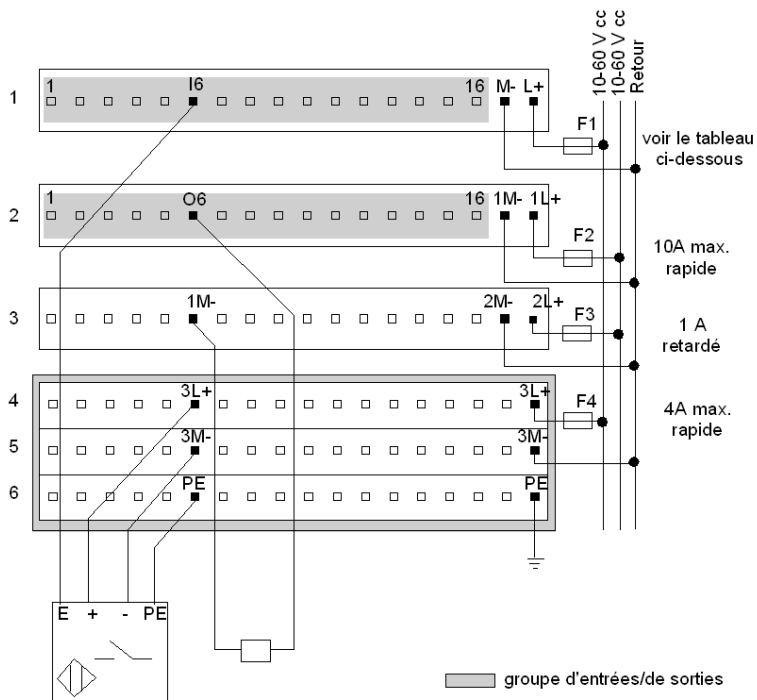 10-60 V cc
10-60 V cc
Retour
1
1
I6
16
M-
L+
F1
voir le tableau
ci-dessous
2
1
O6
16
1M-
1L+
F2
10A max.
rapide
3
1M-
2M-
2L+
F3
1 A
retardé
4
3L+
3L+
F4
4A max.
rapide
5
3M-
3M-
6
PE
PE
E
+
-
PE
groupe d'entrées/de sorties